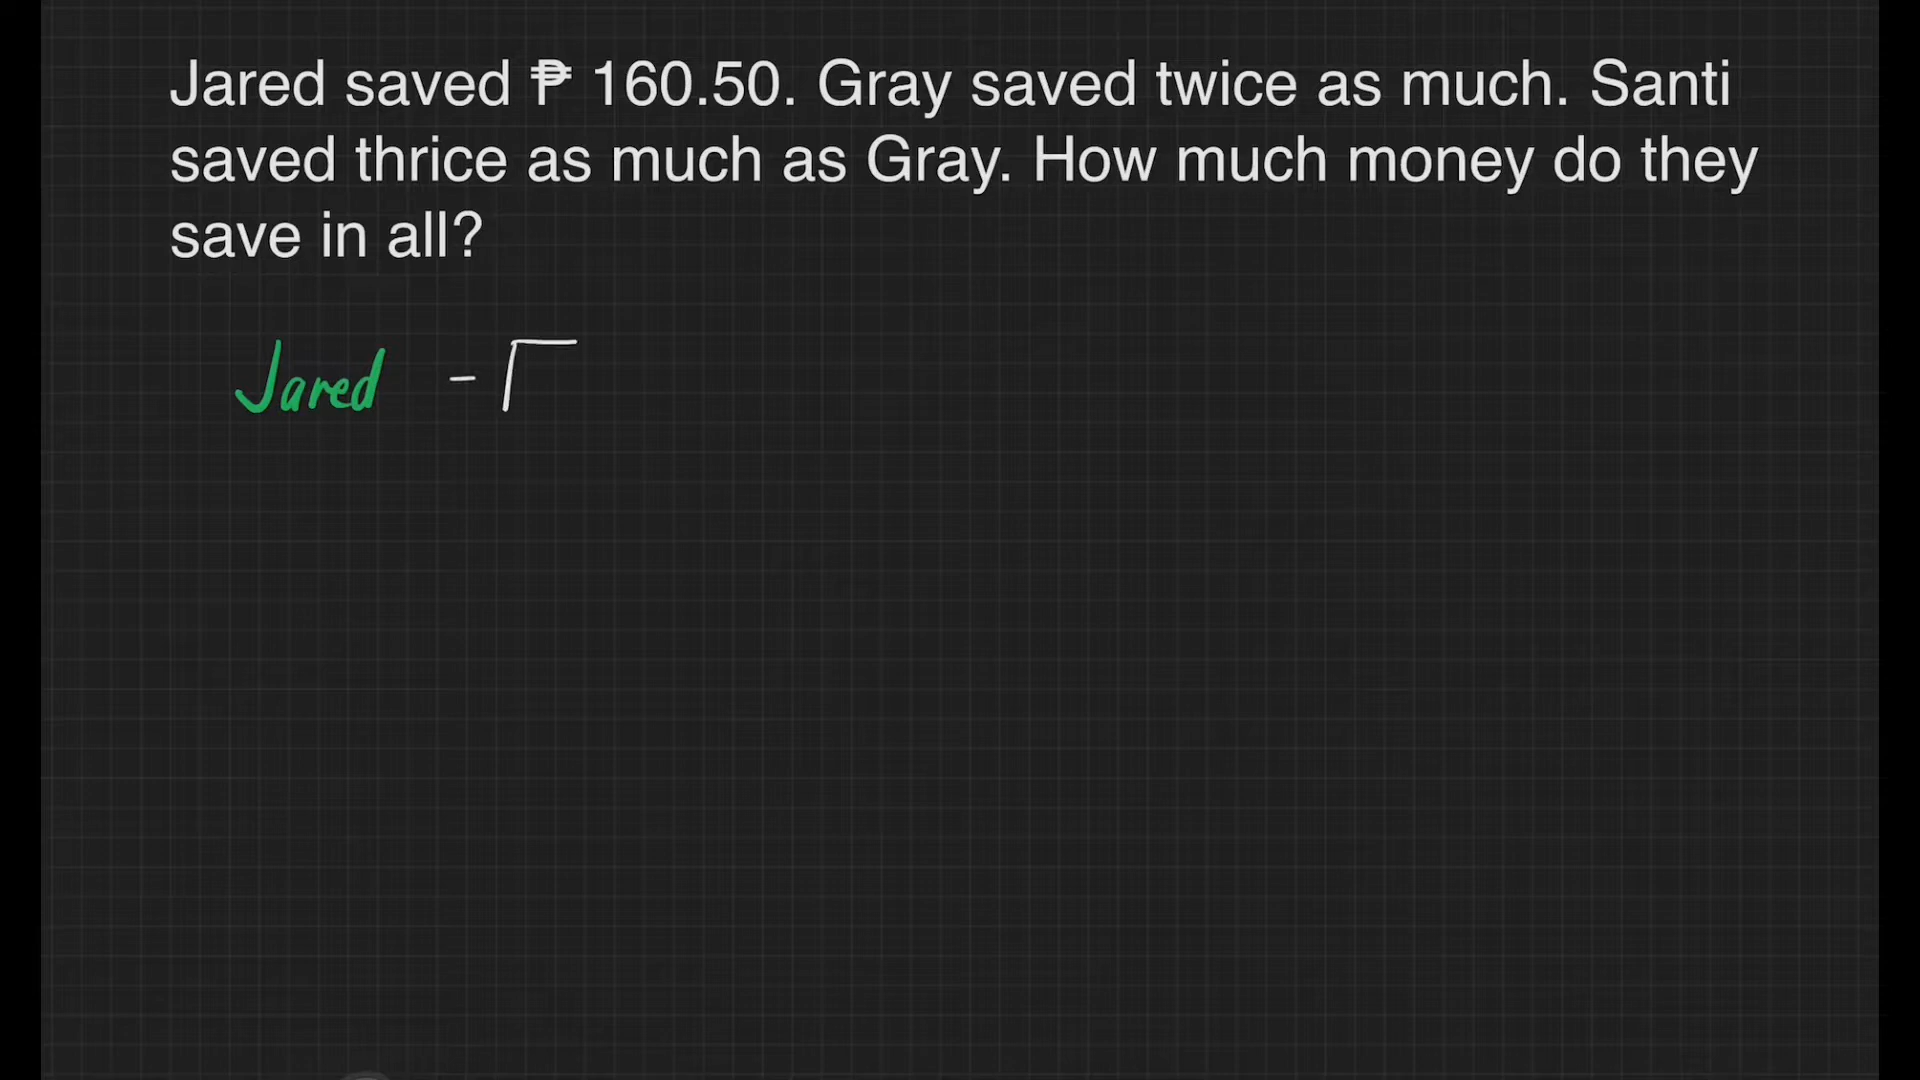 Jared saved ₱ 160.50. Gray saved twice as much. Santi
saved thrice as much as Gray. How much money do they
save in all?
Jared -